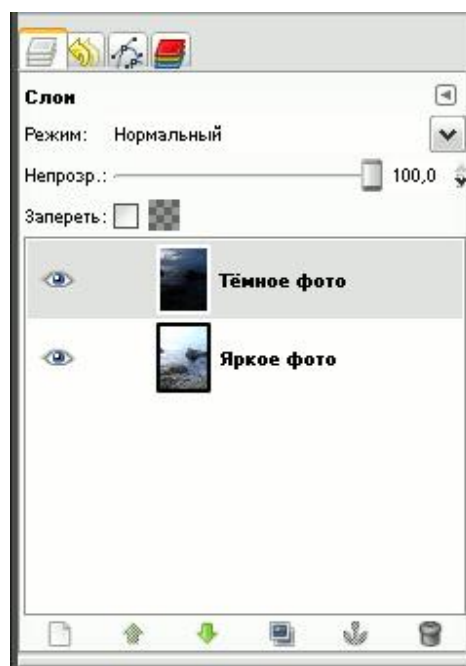 Слои
Режим: Нормальный
Непрозр.: 100,0
Запереть:
Тёмное фото
Яркое фото